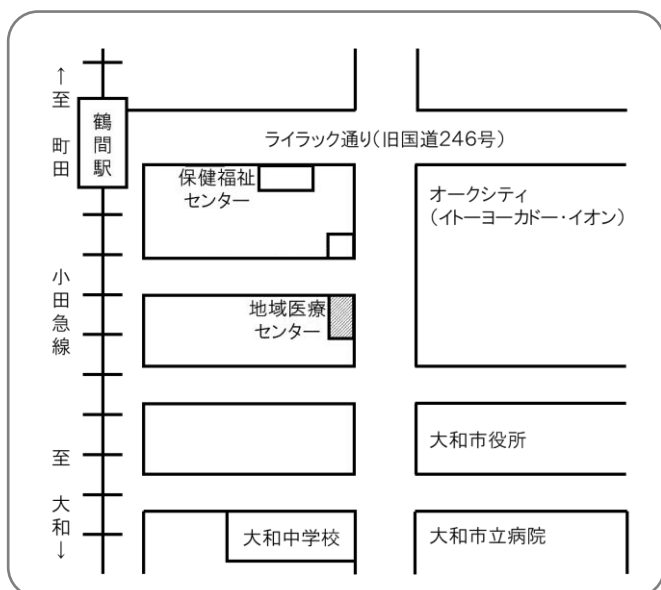 ↑至 町田
鶴間駅
小田急線
至 大和↓
ライラック通り(旧国道246号)
保健福祉
センター
オークシティ
(イトーヨーカドー・イオン)
地域医療
センター
大和市役所
大和中学校
大和市立病院